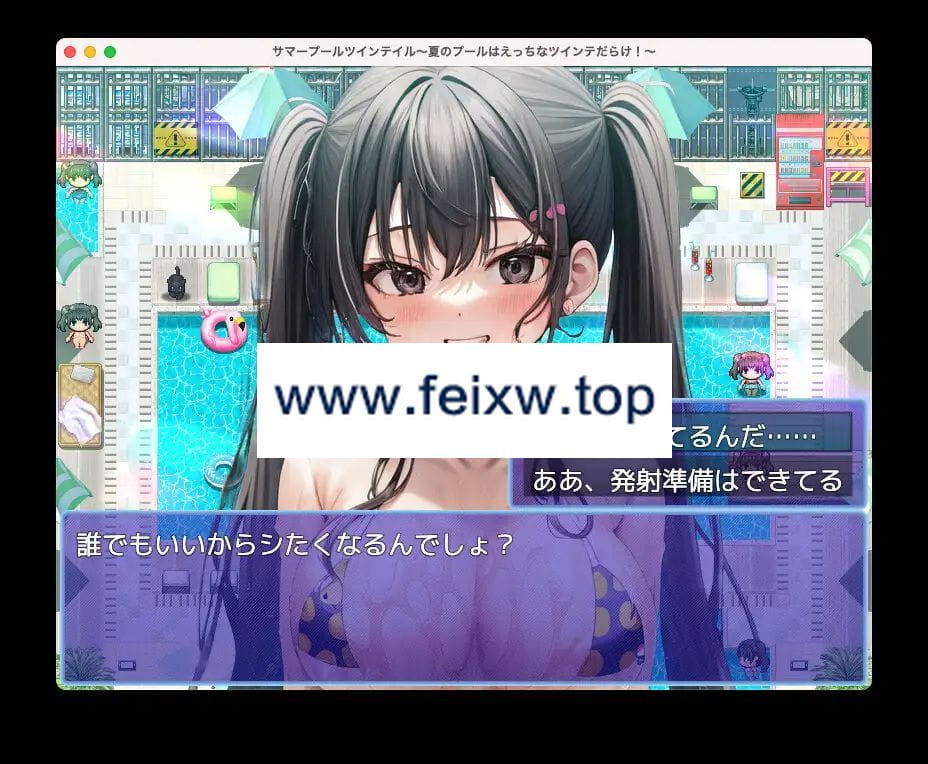 サマープールツインテイル～夏のプールはえっちなツインテだらけ！～
www.feixw.top
てるんだ……
ああ、発射準備はできてる
誰でもいいからシたくなるんでしょ？